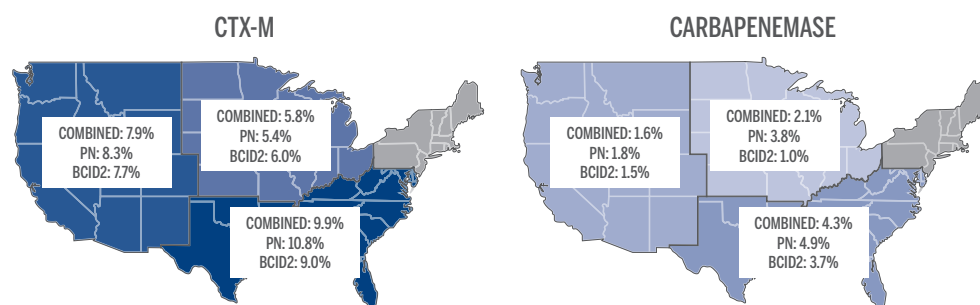 CTX-M
COMBINED: 7.9%
PN: 8.3%
BCID2: 7.7%
COMBINED: 5.8%
PN: 5.4%
BCID2: 6.0%
COMBINED: 9.9%
PN: 10.8%
BCID2: 9.0%
CARBAPENEMASE
COMBINED: 1.6%
PN: 1.8%
BCID2: 1.5%
COMBINED: 2.1%
PN: 3.8%
BCID2: 1.0%
COMBINED: 4.3%
PN: 4.9%
BCID2: 3.7%